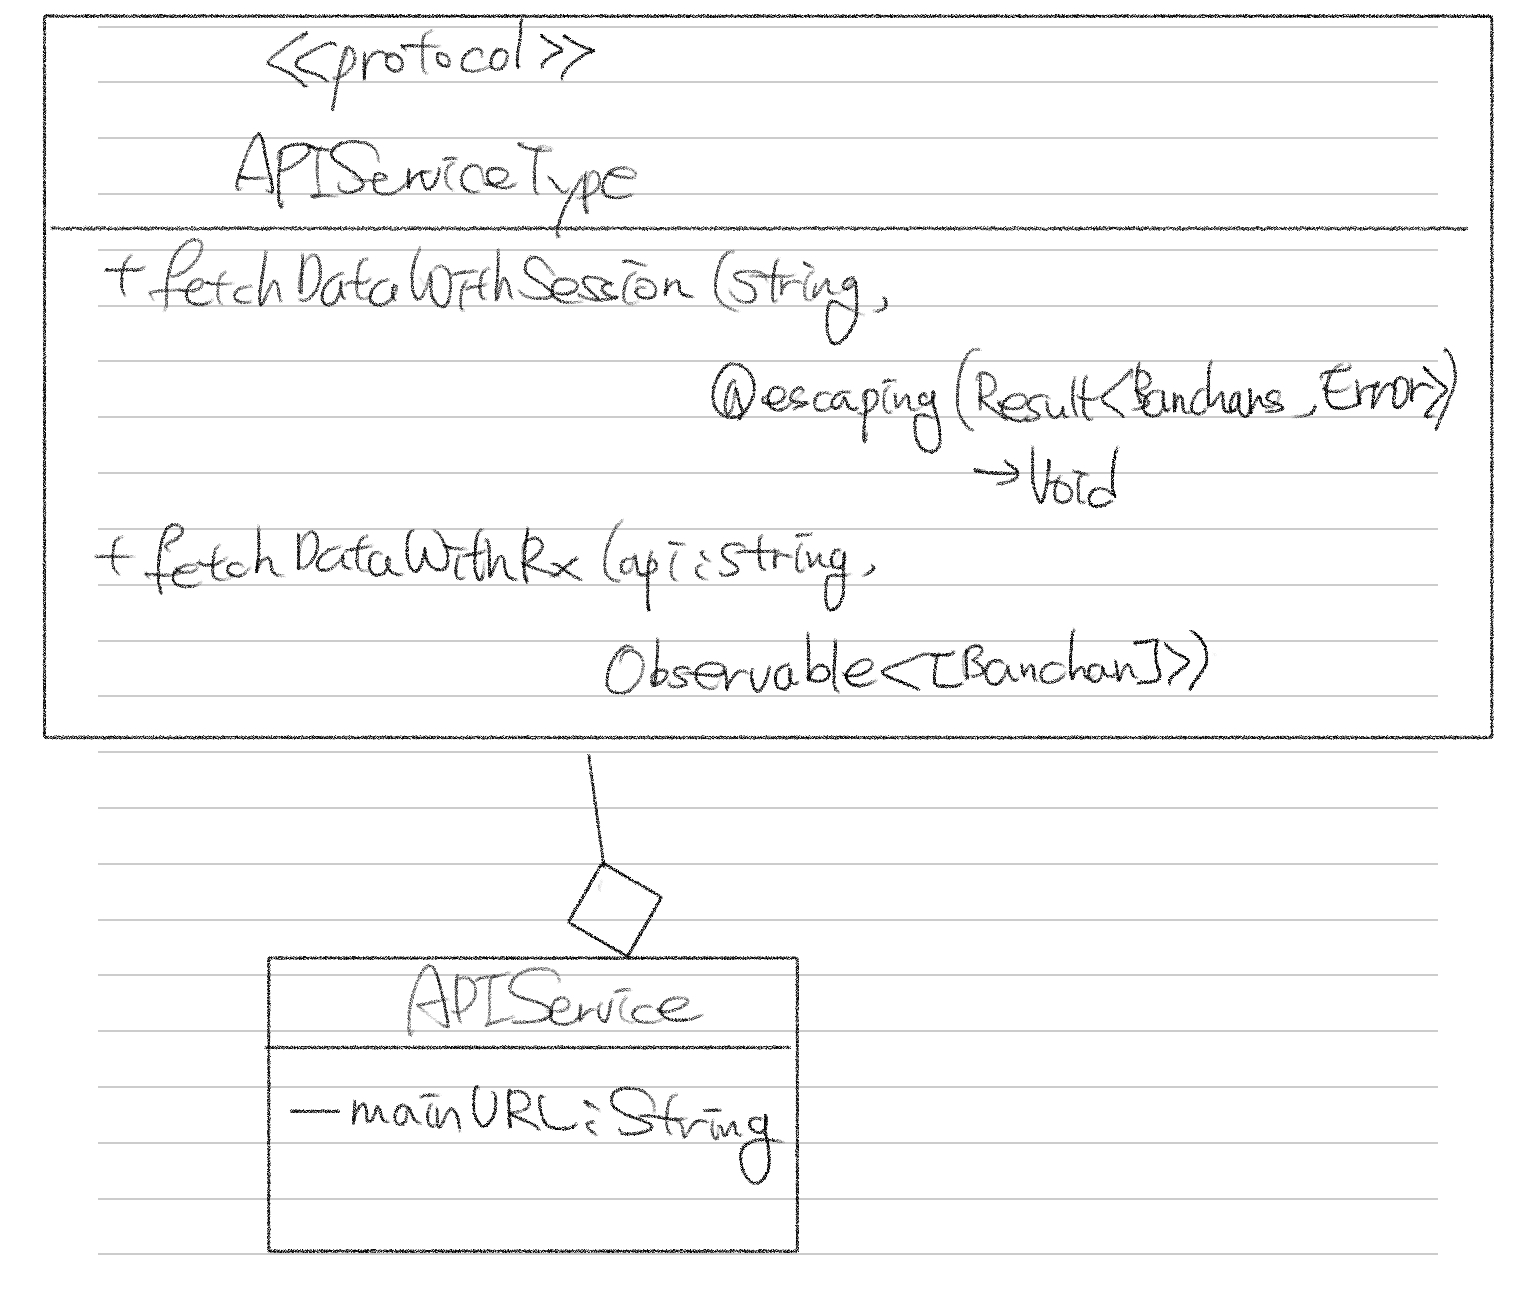 <<protocol>>
APIServiceType
+ fetchDataWithSession (String,
@escaping (Result<Banchans, Error>)
→ Void
+ fetchDataWithRx (api : String,
Observable<[Banchan]>)
APIService
- mainURL : String